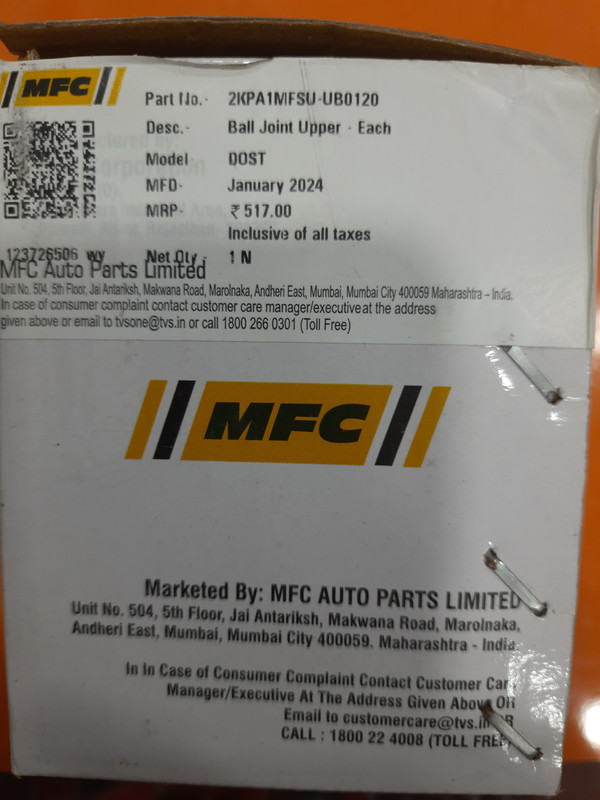 MFC
Part No.- 2KPA1MFSU-UB0120
Desc.- Ball Joint Upper - Each
Model DOST
MFD- January 2024
MRP- ₹ 517.00
Inclusive of all taxes
123726506 wy Net Qty - 1 N
MFC Auto Parts Limited
Unit No. 504, 5th Floor, Jai Antariksh, Makwana Road, Marolnaka, Andheri East, Mumbai, Mumbai City 400059 Maharashtra – India.
In case of consumer complaint contact customer care manager/executive at the address
given above or email to tvsone@tvs.in or call 1800 266 0301 (Toll Free)
MFC
Marketed By: MFC AUTO PARTS LIMITED
Unit No. 504, 5th Floor, Jai Antariksh, Makwana Road, Marolnaka,
Andheri East, Mumbai, Mumbai City 400059. Maharashtra - India.
In In Case of Consumer Complaint Contact Customer Care
Manager/Executive At The Address Given Above OR
Email to customercare@tvs.in OR
CALL : 1800 22 4008 (TOLL FREE)